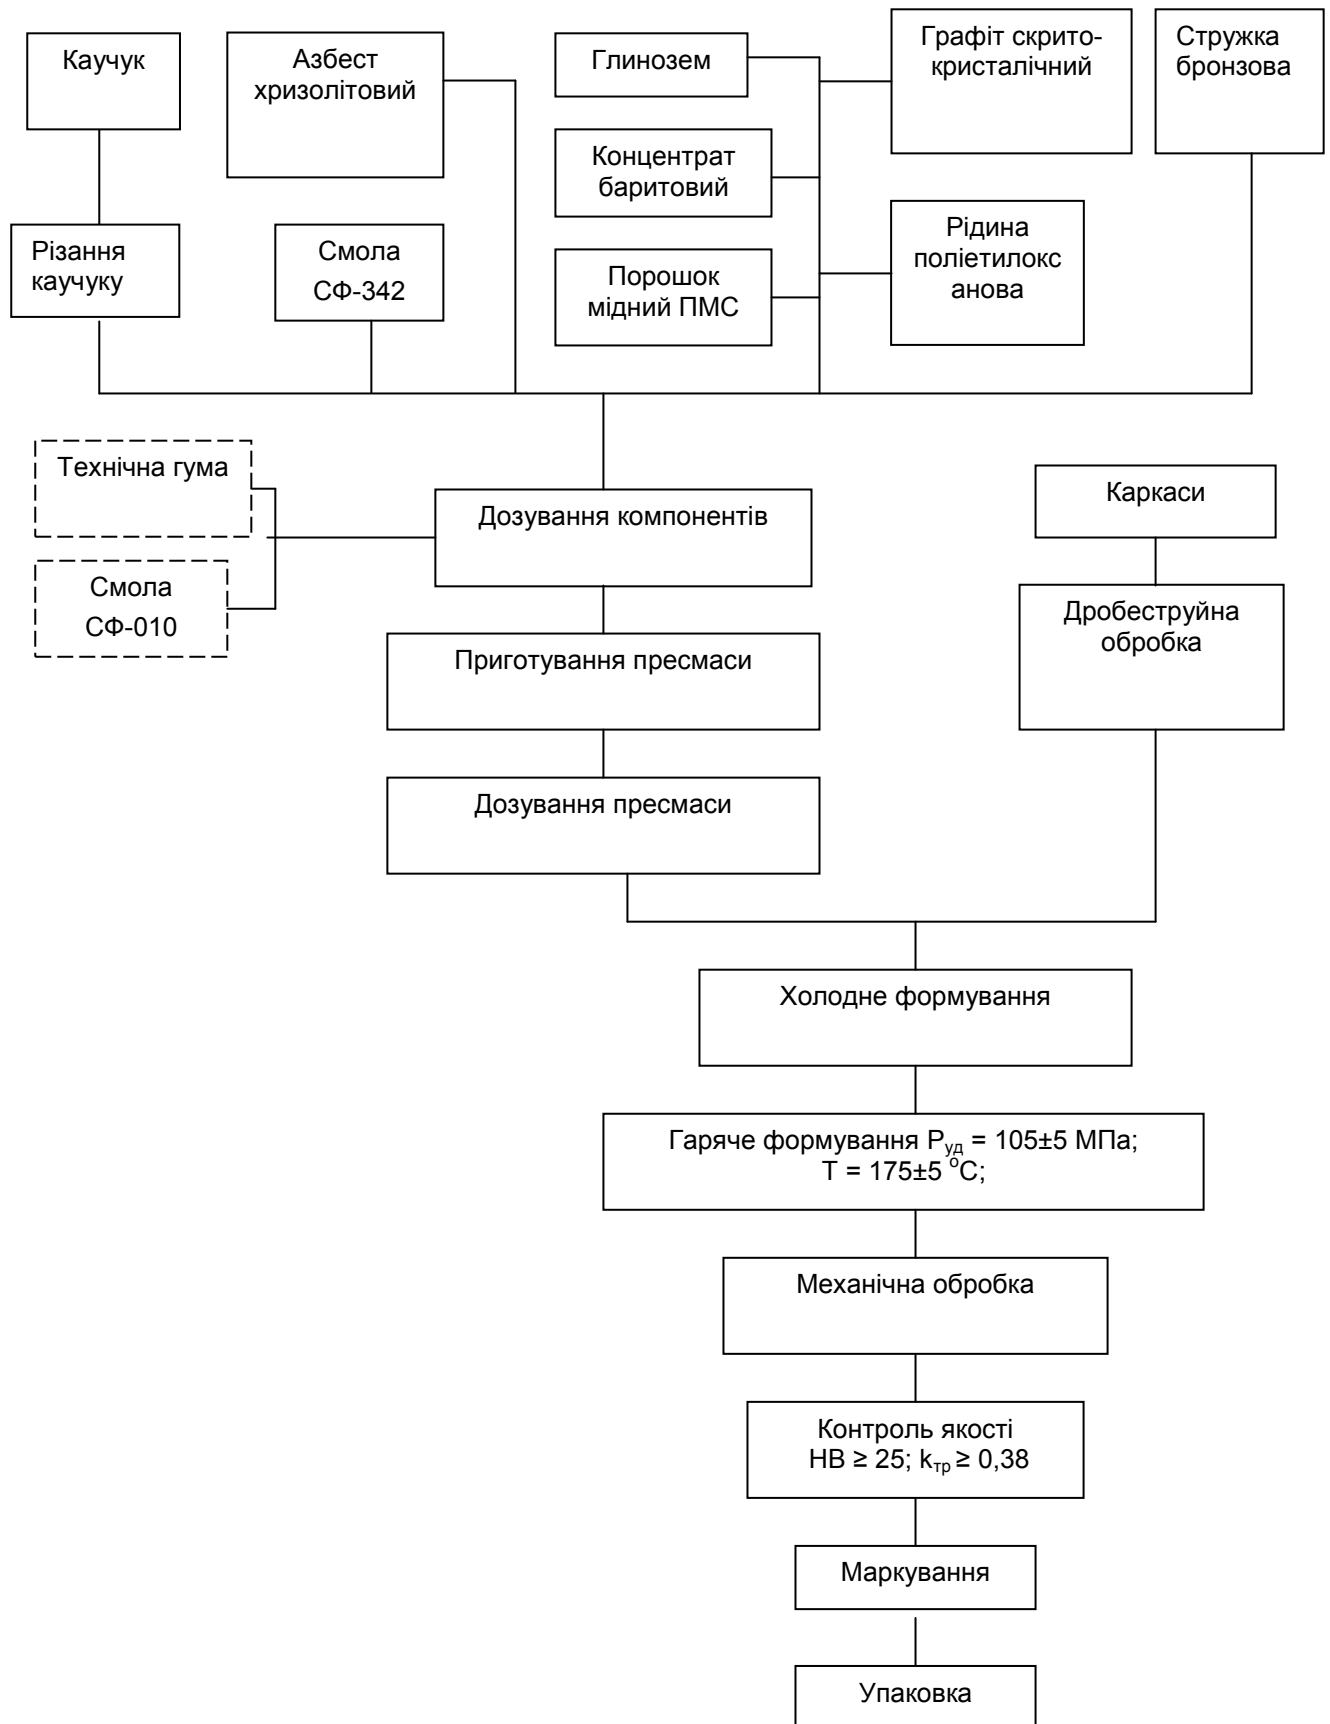 Каучук
Азбест
хризолітовий
Глинозем
Графіт скрито-
кристалічний
Стружка
бронзова
Концентрат
баритовий
Різання
каучуку
Смола
СФ-342
Порошок
мідний ПМС
Рідина
поліетилокс
анова
Технічна гума
Смола
СФ-010
Дозування компонентів
Каркаси
Дробеструйна
обробка
Приготування пресмаси
Дозування пресмаси
Холодне формування
Гаряче формування Pуд = 105±5 МПа;
Т = 175±5 °С;
Механічна обробка
Контроль якості
НВ ≥ 25; kтр ≥ 0,38
Маркування
Упаковка